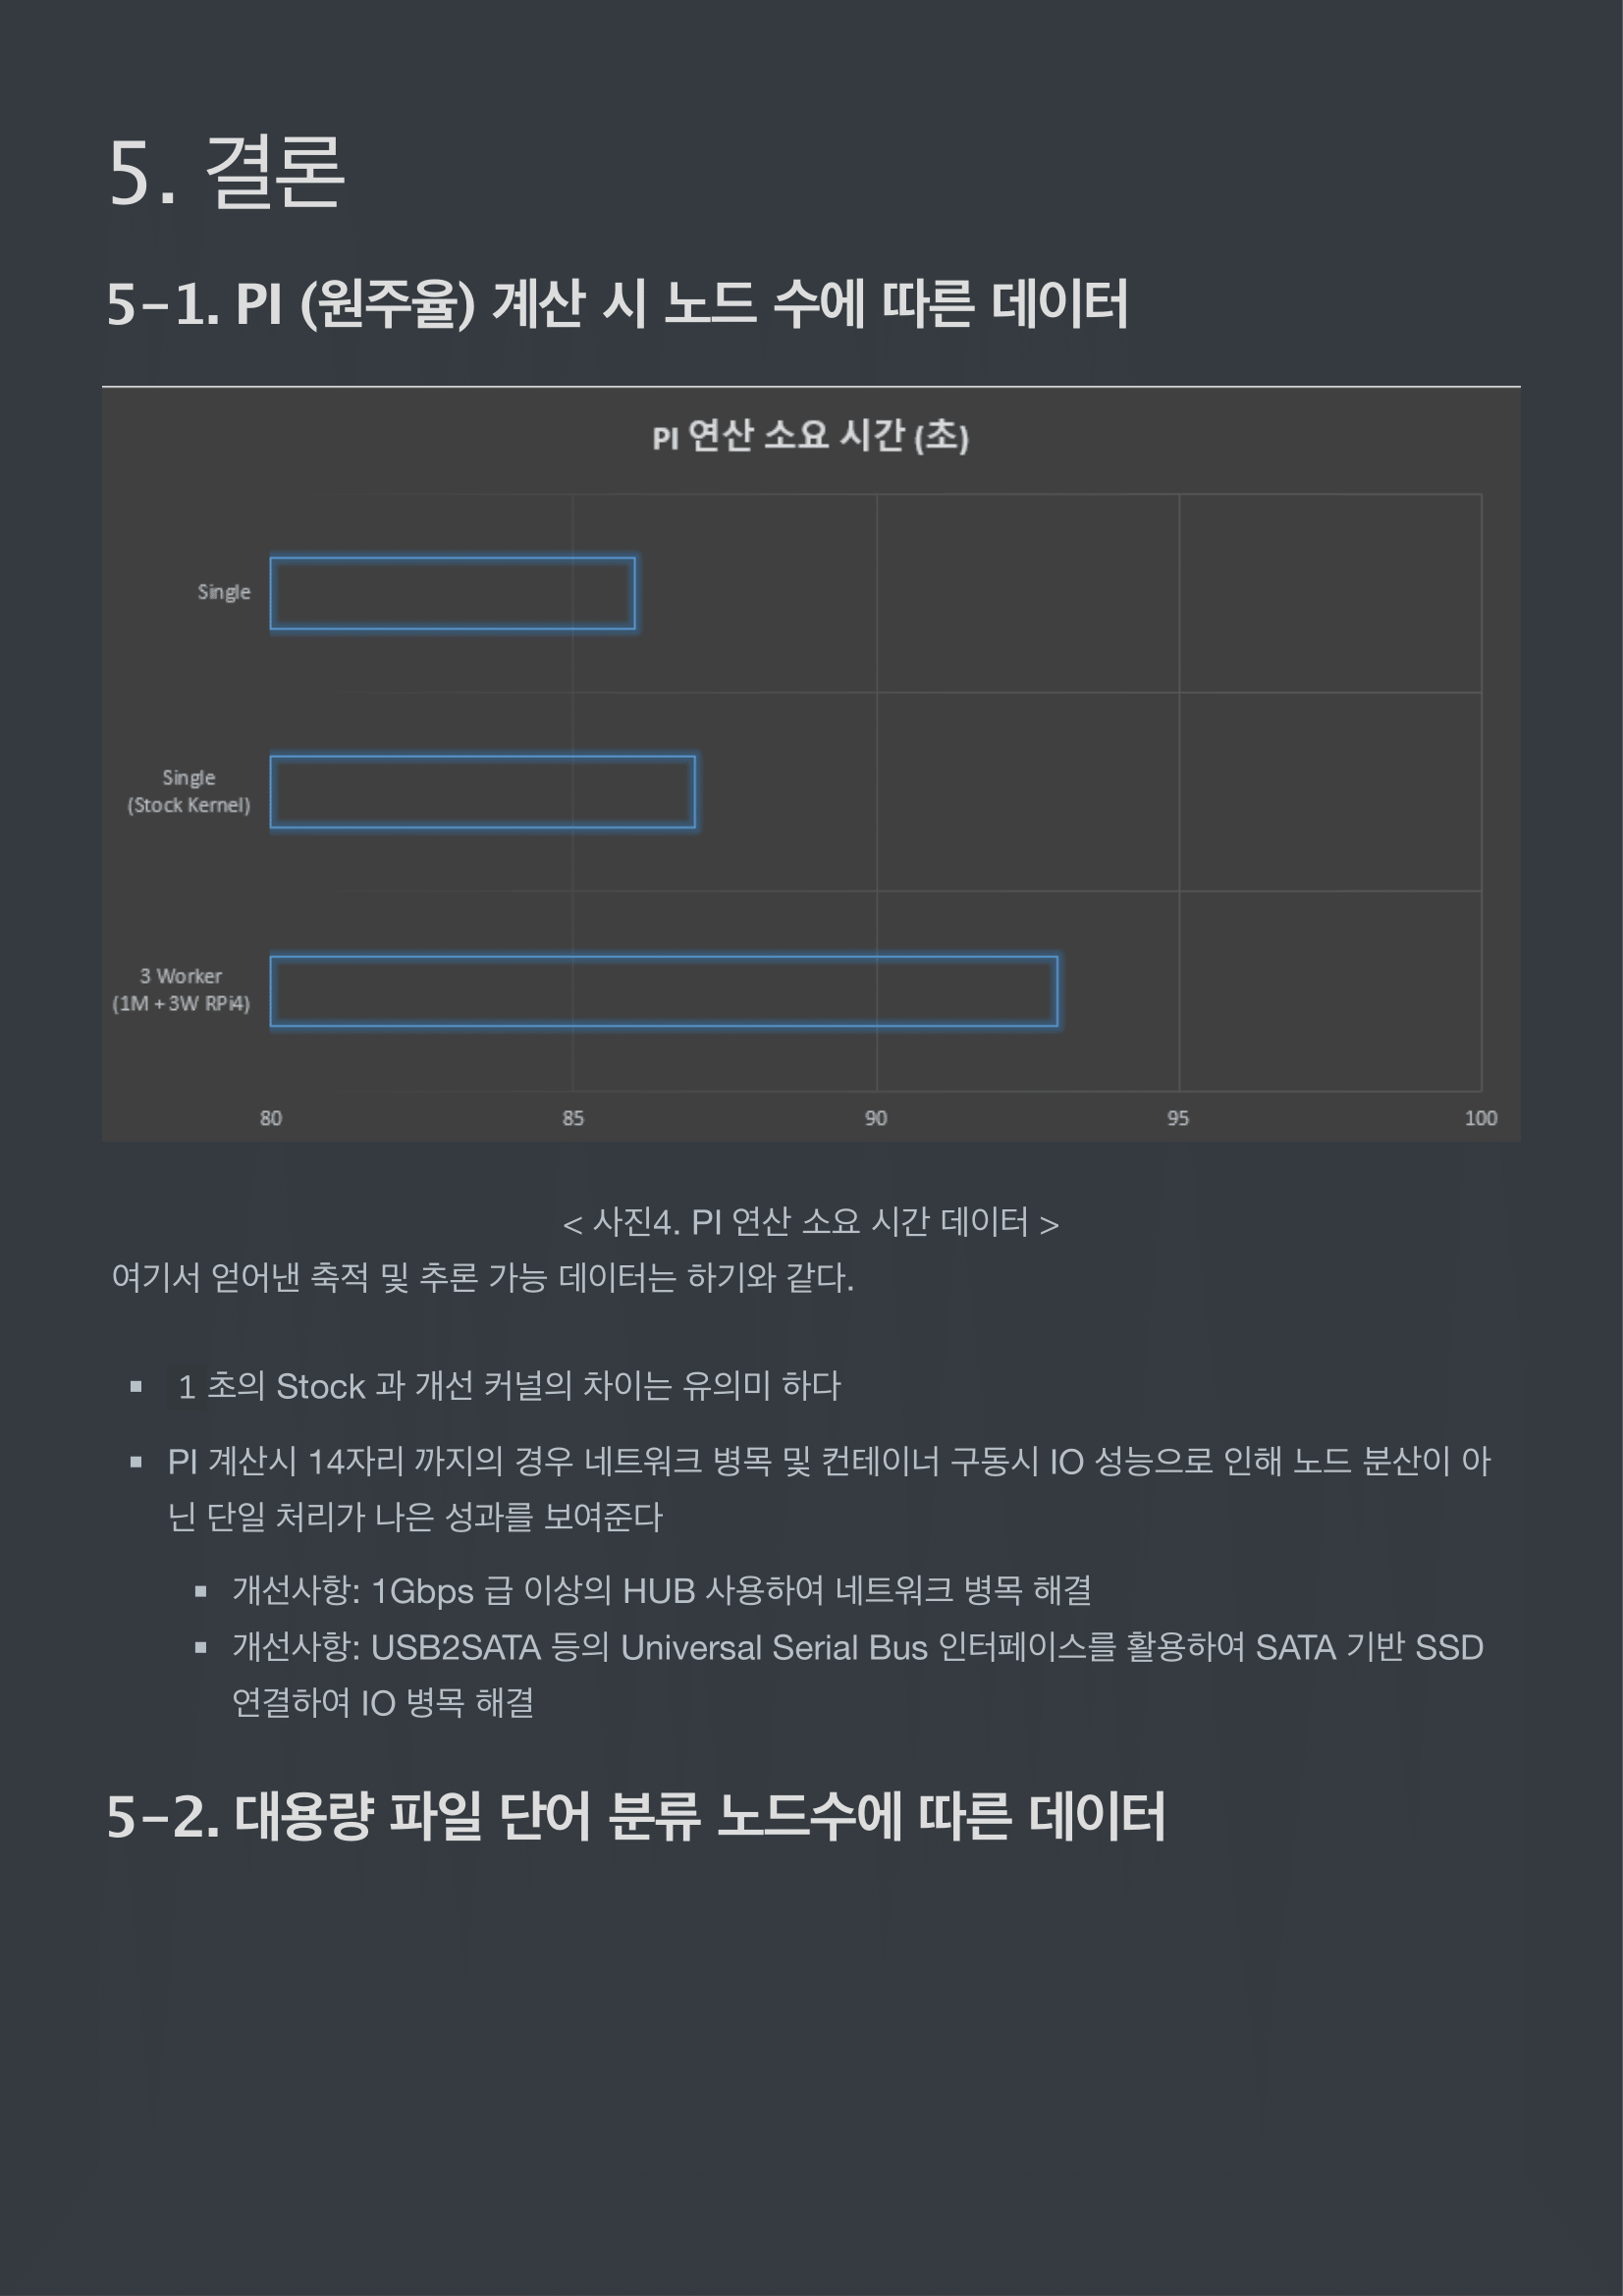 5. 결론
5-1. PI (원주율) 계산 시 노드 수에 따른 데이터
PI 연산 소요 시간 (초)
Single
Single
(Stock Kernel)
3 Worker
(1M + 3W RPi4)
80 85 90 95 100
< 사진4. PI 연산 소요 시간 데이터 >
여기서 얻어낸 축적 및 추론 가능 데이터는 하기와 같다.
▪ 1 초의 Stock 과 개선 커널의 차이는 유의미 하다
▪ PI 계산시 14자리 까지의 경우 네트워크 병목 및 컨테이너 구동시 IO 성능으로 인해 노드 분산이 아
닌 단일 처리가 나은 성과를 보여준다
▪ 개선사항: 1Gbps 급 이상의 HUB 사용하여 네트워크 병목 해결
▪ 개선사항: USB2SATA 등의 Universal Serial Bus 인터페이스를 활용하여 SATA 기반 SSD
연결하여 IO 병목 해결
5-2. 대용량 파일 단어 분류 노드수에 따른 데이터